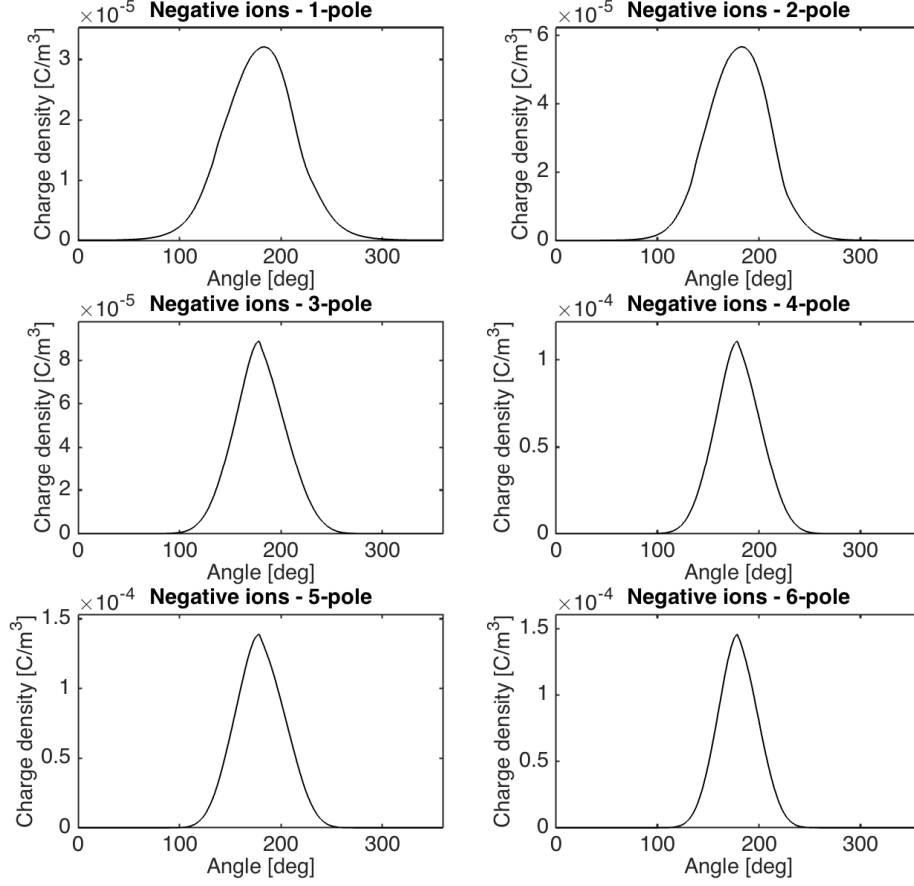 ×10⁻⁵ Negative ions - 1-pole
Charge density [C/m³]
3
2
1
0
0 100 200 300
Angle [deg]
×10⁻⁵ Negative ions - 2-pole
Charge density [C/m³]
6
4
2
0
0 100 200 300
Angle [deg]
×10⁻⁵ Negative ions - 3-pole
Charge density [C/m³]
8
6
4
2
0
0 100 200 300
Angle [deg]
×10⁻⁴ Negative ions - 4-pole
Charge density [C/m³]
1
0.5
0
0 100 200 300
Angle [deg]
×10⁻⁴ Negative ions - 5-pole
Charge density [C/m³]
1.5
1
0.5
0
0 100 200 300
Angle [deg]
×10⁻⁴ Negative ions - 6-pole
Charge density [C/m³]
1.5
1
0.5
0
0 100 200 300
Angle [deg]